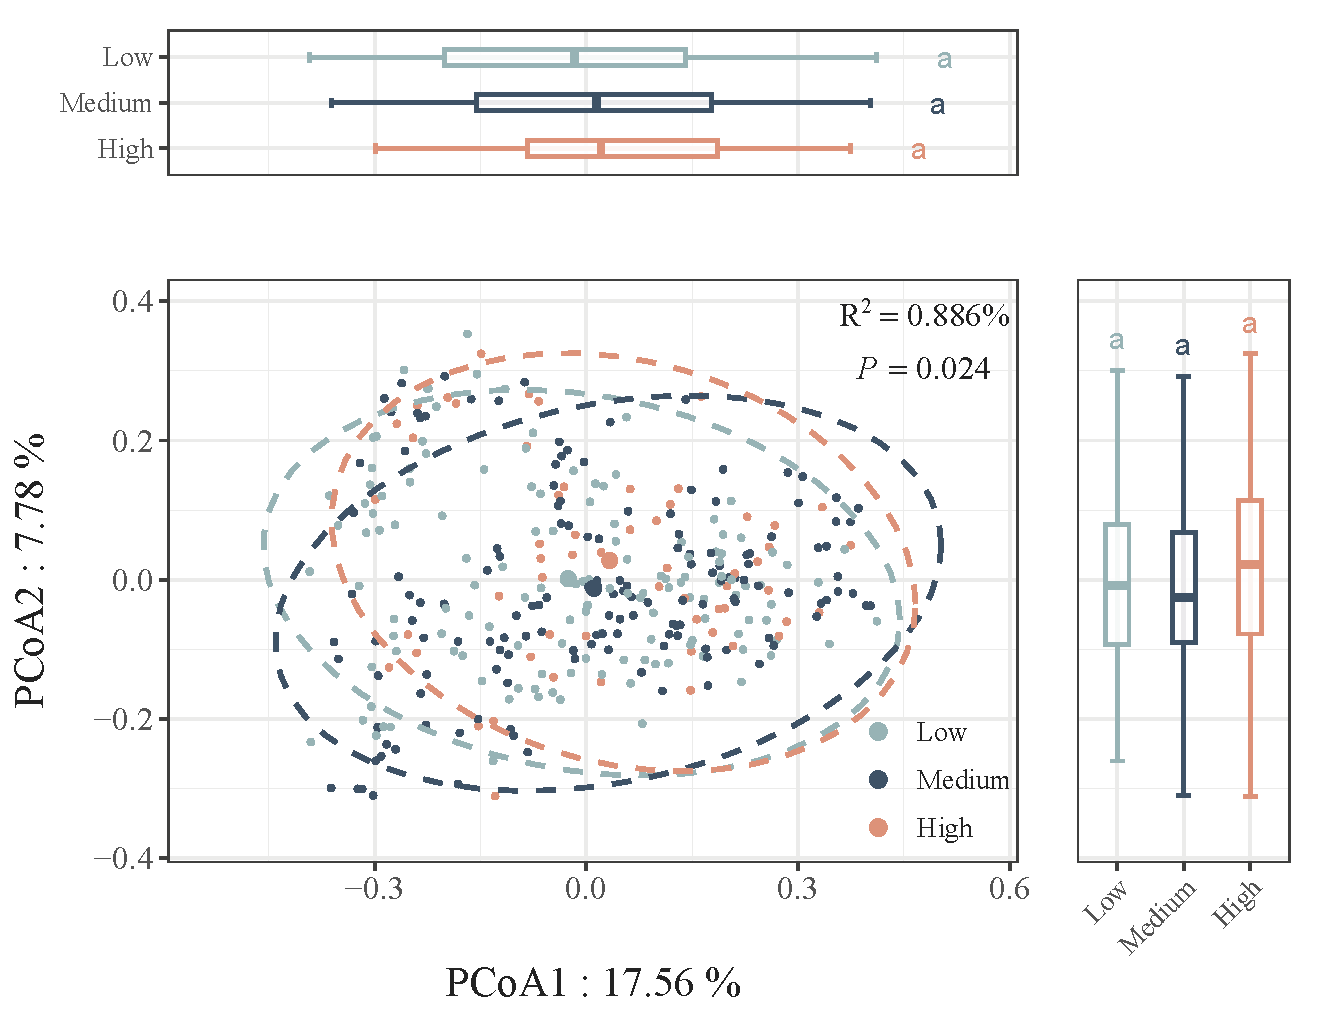 Low
a
Medium
a
High
a
0.4
0.2
0.0
−0.2
−0.4
PCoA2 : 7.78 %
R² = 0.886%
P = 0.024
Low
Medium
High
−0.3
0.0
0.3
0.6
PCoA1 : 17.56 %
a
a
a
Low
Medium
High